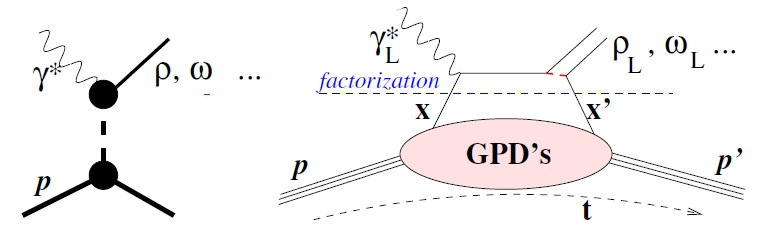 γ* ρ, ω ...
p
γ*L ρL , ωL ...
factorization
x x’
GPD's
p p’
t